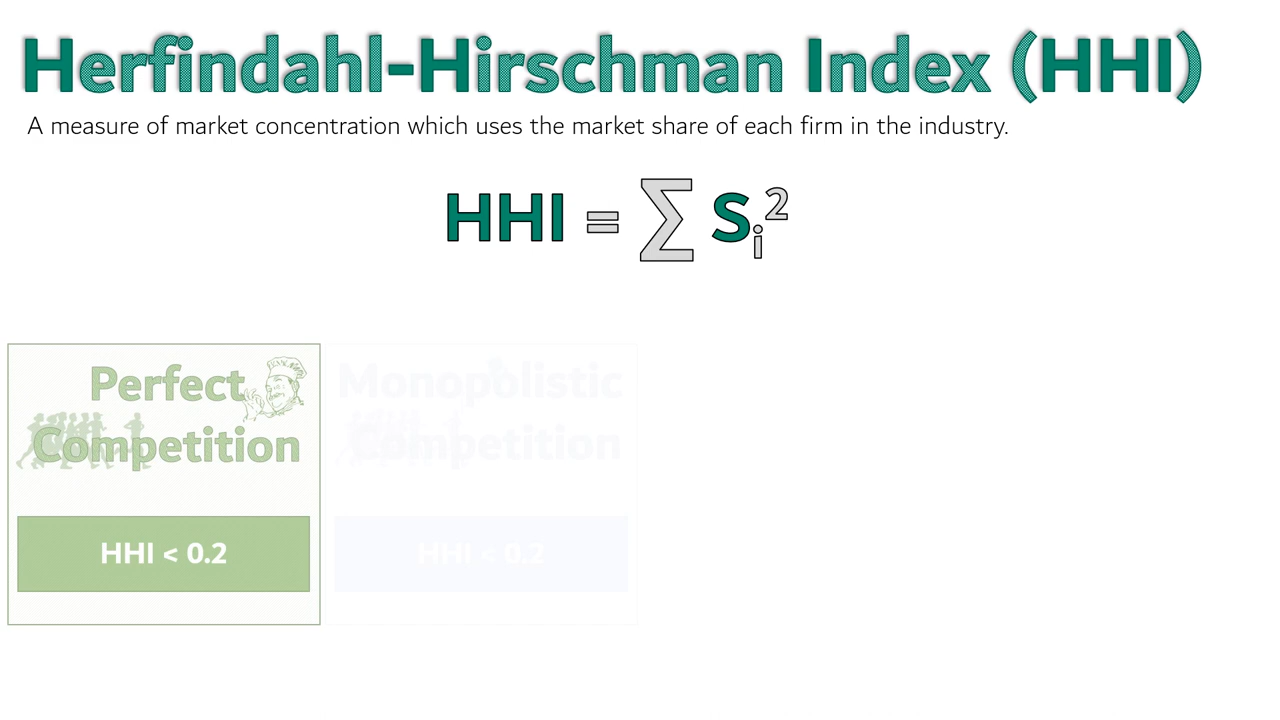 Herfindahl-Hirschman Index (HHI)
A measure of market concentration which uses the market share of each firm in the industry.
HHI = ∑ Sᵢ²
Perfect
Competition
HHI < 0.2
Monopolistic
Competition
HHI < 0.2